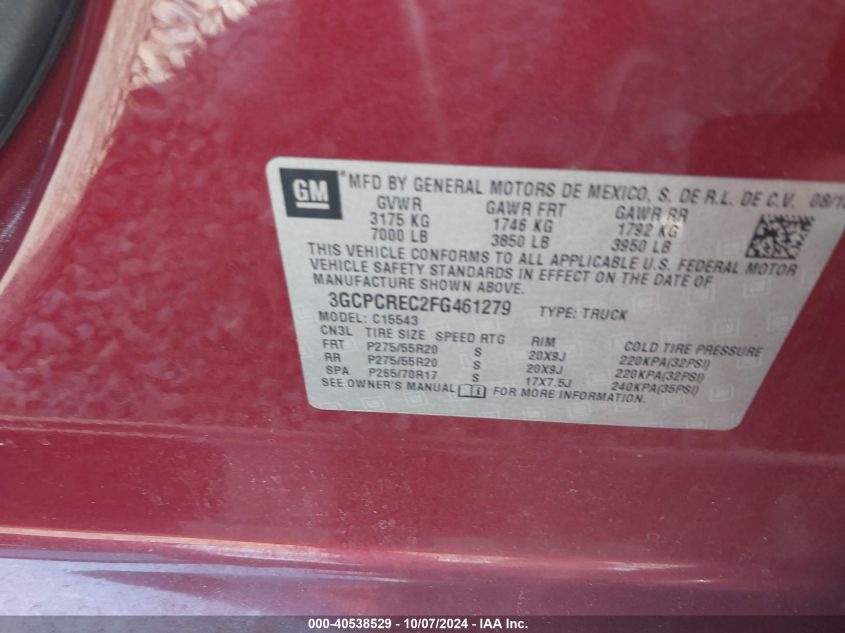 GM ® MFD BY GENERAL MOTORS DE MEXICO, S. DE R.L. DE C.V.
GVWR GAWR FRT GAWR RR
3175 KG 1746 KG 1792 KG
7000 LB 3850 LB 3950 LB
THIS VEHICLE CONFORMS TO ALL APPLICABLE U.S. FEDERAL MOTOR
VEHICLE SAFETY STANDARDS IN EFFECT ON THE DATE OF
MANUFACTURE SHOWN ABOVE.
3GCPCREC2FG461279 TYPE: TRUCK
MODEL: C15543
CN3L TIRE SIZE SPEED RTG RIM COLD TIRE PRESSURE
FRT P275/55R20 S 20X9J 220KPA(32PSI)
RR P275/55R20 S 20X9J 220KPA(32PSI)
SPA P265/70R17 S 17X7.5J 240KPA(35PSI)
SEE OWNER'S MANUAL FOR MORE INFORMATION.
000-40538529 - 10/07/2024 - IAA Inc.